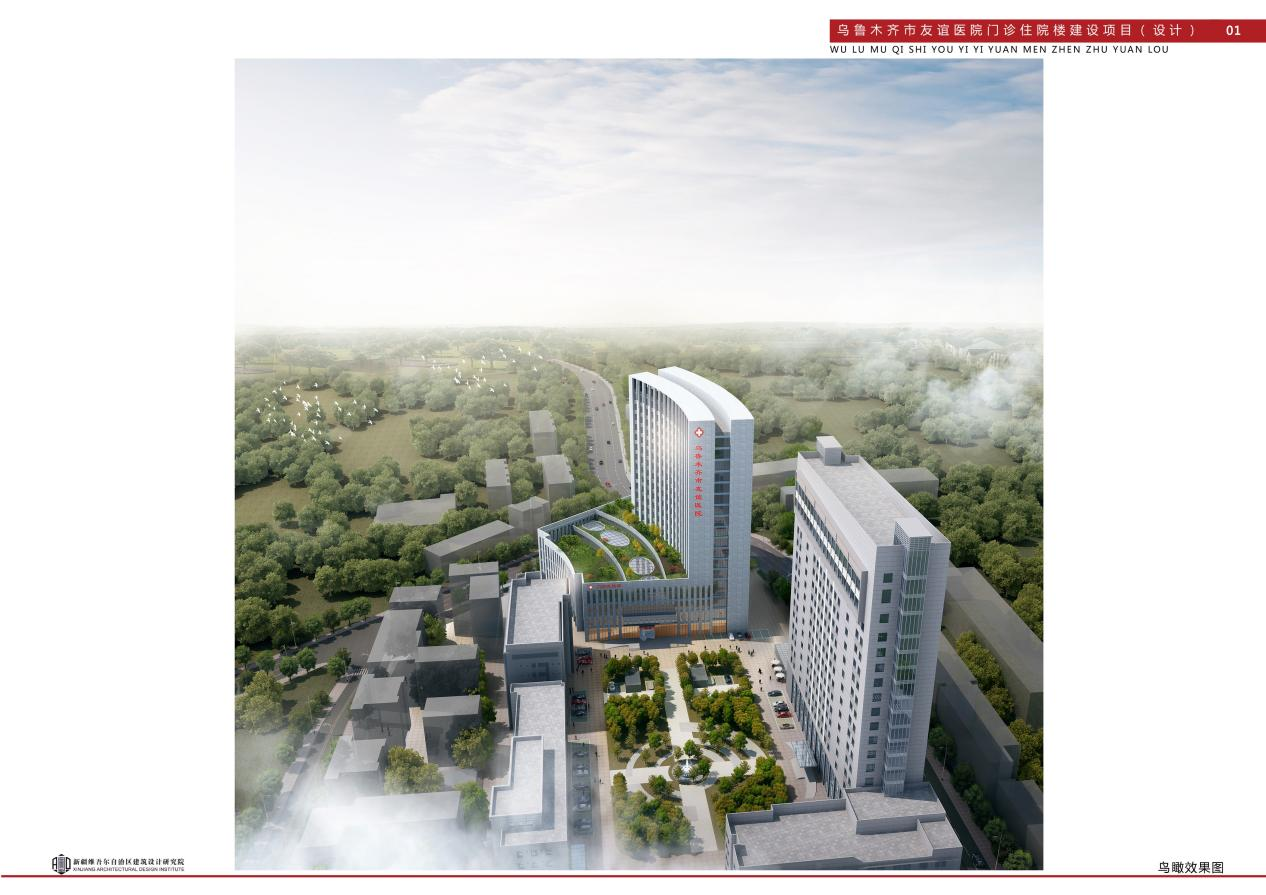 乌鲁木齐市友谊医院门诊住院楼建设项目(设计) 01
WU LU MU QI SHI YOU YI YI YUAN MEN ZHEN ZHU YUAN LOU
乌鲁木齐市友谊医院
新疆维吾尔自治区建筑设计研究院
XINJIANG ARCHITECTURAL DESIGN INSTITUTE
鸟瞰效果图